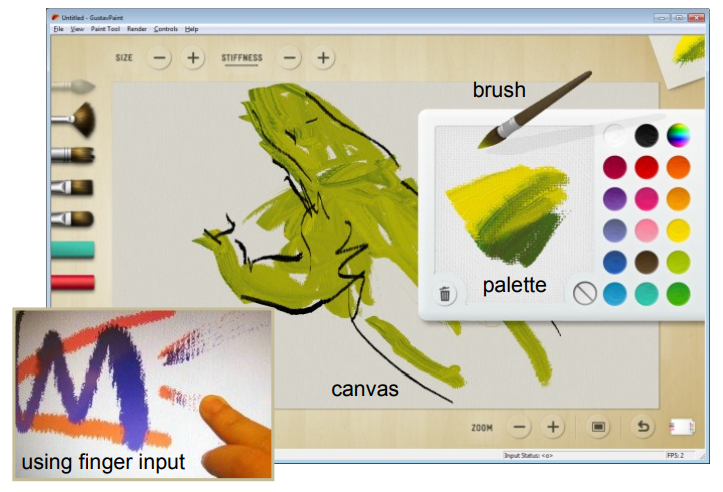 Untitled - GustavPaint
File View Paint Tool Render Controls Help
SIZE STIFFNESS
brush
palette
canvas
using finger input
ZOOM
Input Status: <o> FPS: 2